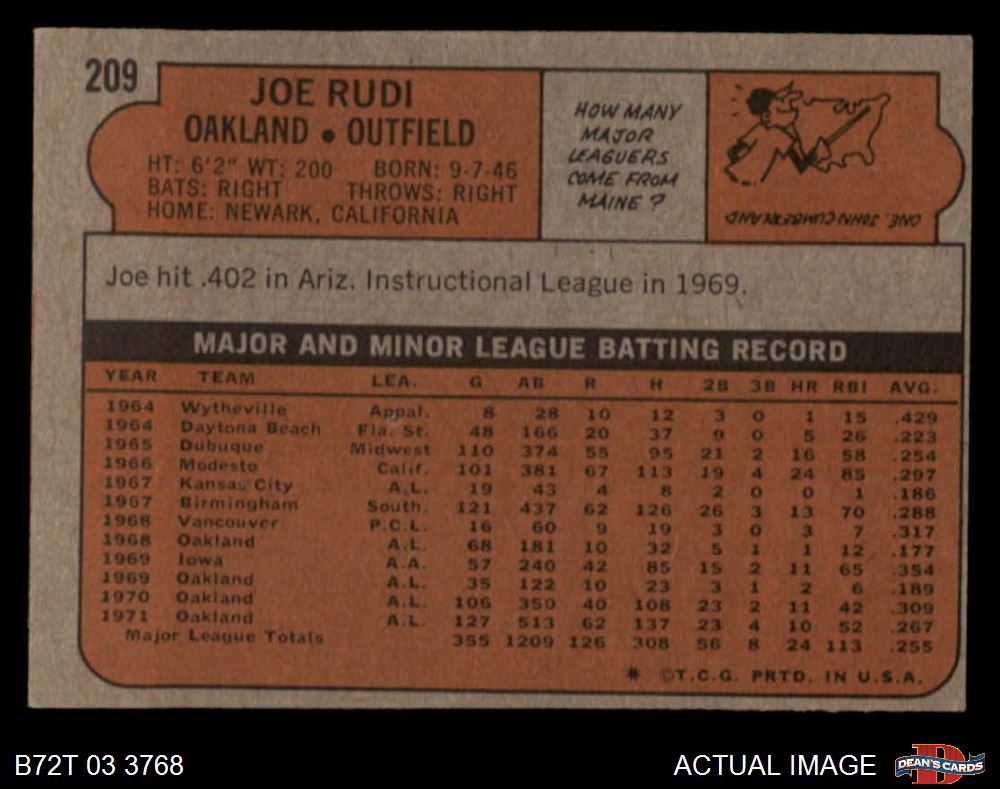 209
JOE RUDI
OAKLAND • OUTFIELD
HT: 6'2" WT: 200 BORN: 9-7-46
BATS: RIGHT THROWS: RIGHT
HOME: NEWARK, CALIFORNIA
HOW MANY
MAJOR
LEAGUERS
COME FROM
MAINE?
ONE. JOHN CUMBERLAND
Joe hit .402 in Ariz. Instructional League in 1969.
MAJOR AND MINOR LEAGUE BATTING RECORD
YEAR TEAM LEA. G AB R H 2B 3B HR RBI AVG.
1964 Wytheville Appal. 8 28 10 12 3 0 1 15 .429
1964 Daytona Beach Fla. St. 48 166 20 37 9 0 5 26 .223
1965 Dubuque Midwest 110 374 55 95 21 2 16 58 .254
1966 Modesto Calif. 101 381 67 113 19 4 24 85 .297
1967 Kansas City A.L. 19 43 4 8 2 0 0 1 .186
1967 Birmingham South. 121 437 62 126 26 3 13 70 .288
1968 Vancouver P.C.L. 16 60 9 19 3 0 3 7 .317
1968 Oakland A.L. 68 181 10 32 5 1 1 12 .177
1969 Iowa A.A. 57 240 42 85 15 2 11 65 .354
1969 Oakland A.L. 35 122 10 23 3 1 2 6 .189
1970 Oakland A.L. 106 350 40 108 23 2 11 42 .309
1971 Oakland A.L. 127 513 62 137 23 4 10 52 .267
Major League Totals 355 1209 126 308 56 8 24 113 .255
* ©T.C.G. PRTD. IN U.S.A.
B72T 03 3768
ACTUAL IMAGE
D
DEAN'S CARDS